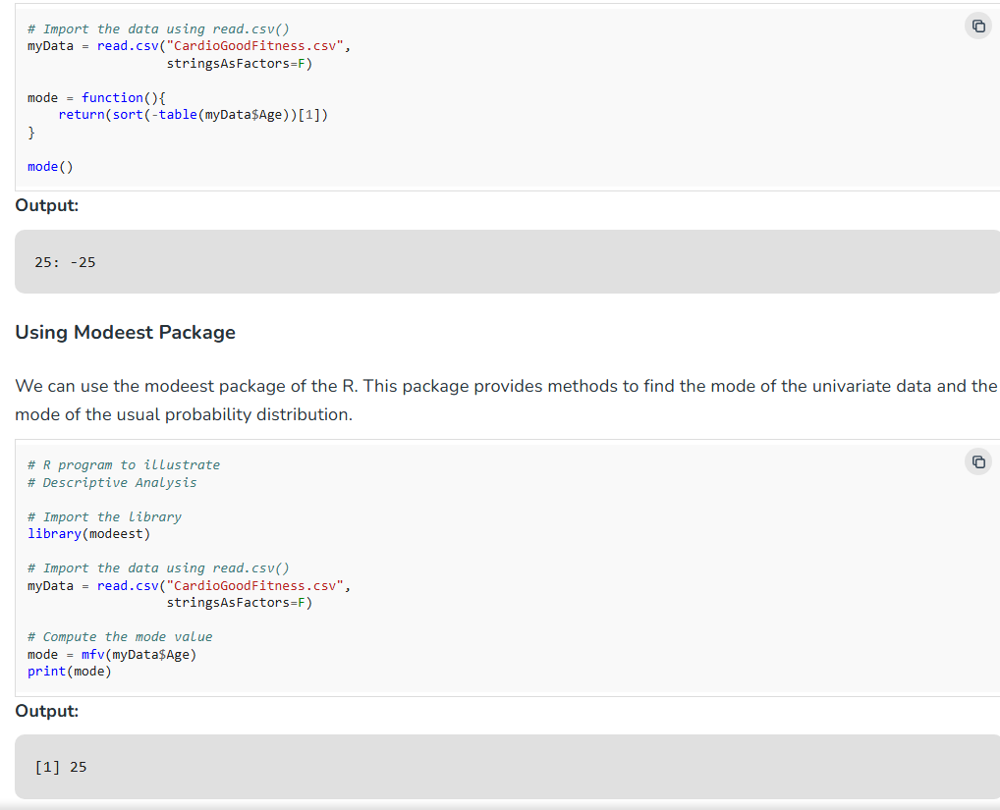 # Import the data using read.csv()
myData = read.csv("CardioGoodFitness.csv",
                  stringsAsFactors=F)
mode = function(){
    return(sort(-table(myData$Age))[1])
}
mode()
Output:
25: -25
Using Modeest Package
We can use the modeest package of the R. This package provides methods to find the mode of the univariate data and the
mode of the usual probability distribution.
# R program to illustrate
# Descriptive Analysis
# Import the library
library(modeest)
# Import the data using read.csv()
myData = read.csv("CardioGoodFitness.csv",
                  stringsAsFactors=F)
# Compute the mode value
mode = mfv(myData$Age)
print(mode)
Output:
[1] 25